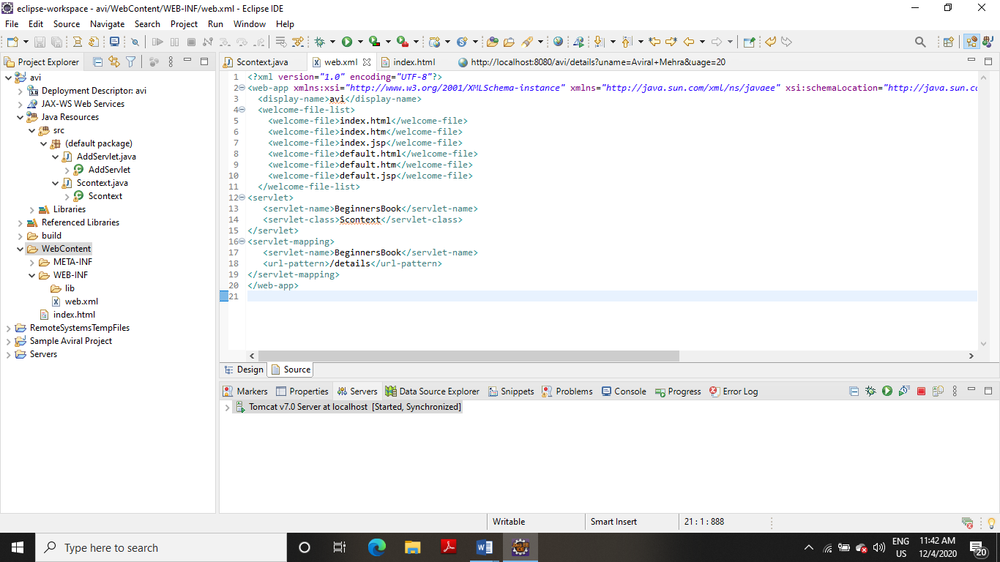 eclipse-workspace - avi/WebContent/WEB-INF/web.xml - Eclipse IDE
File Edit Source Navigate Search Project Run Window Help
Project Explorer
avi
Deployment Descriptor: avi
JAX-WS Web Services
Java Resources
src
(default package)
AddServlet.java
AddServlet
Scontext.java
Scontext
Libraries
Referenced Libraries
build
WebContent
META-INF
WEB-INF
lib
web.xml
index.html
RemoteSystemsTempFiles
Sample Aviral Project
Servers
Scontext.java web.xml index.html http://localhost:8080/avi/details?uname=Aviral+Mehra&uage=20
1 <?xml version="1.0" encoding="UTF-8"?>
2 <web-app xmlns:xsi="http://www.w3.org/2001/XMLSchema-instance" xmlns="http://java.sun.com/xml/ns/javaee" xsi:schemaLocation="http://java.sun.co
3 <display-name>avi</display-name>
4 <welcome-file-list>
5 <welcome-file>index.html</welcome-file>
6 <welcome-file>index.htm</welcome-file>
7 <welcome-file>index.jsp</welcome-file>
8 <welcome-file>default.html</welcome-file>
9 <welcome-file>default.htm</welcome-file>
10 <welcome-file>default.jsp</welcome-file>
11 </welcome-file-list>
12 <servlet>
13 <servlet-name>BeginnersBook</servlet-name>
14 <servlet-class>Scontext</servlet-class>
15 </servlet>
16 <servlet-mapping>
17 <servlet-name>BeginnersBook</servlet-name>
18 <url-pattern>/details</url-pattern>
19 </servlet-mapping>
20 </web-app>
21
Design Source
Markers Properties Servers Data Source Explorer Snippets Problems Console Progress Error Log
Tomcat v7.0 Server at localhost [Started, Synchronized]
Writable Smart Insert 21 : 1 : 888
Type here to search
ENG
US
11:42 AM
12/4/2020
20